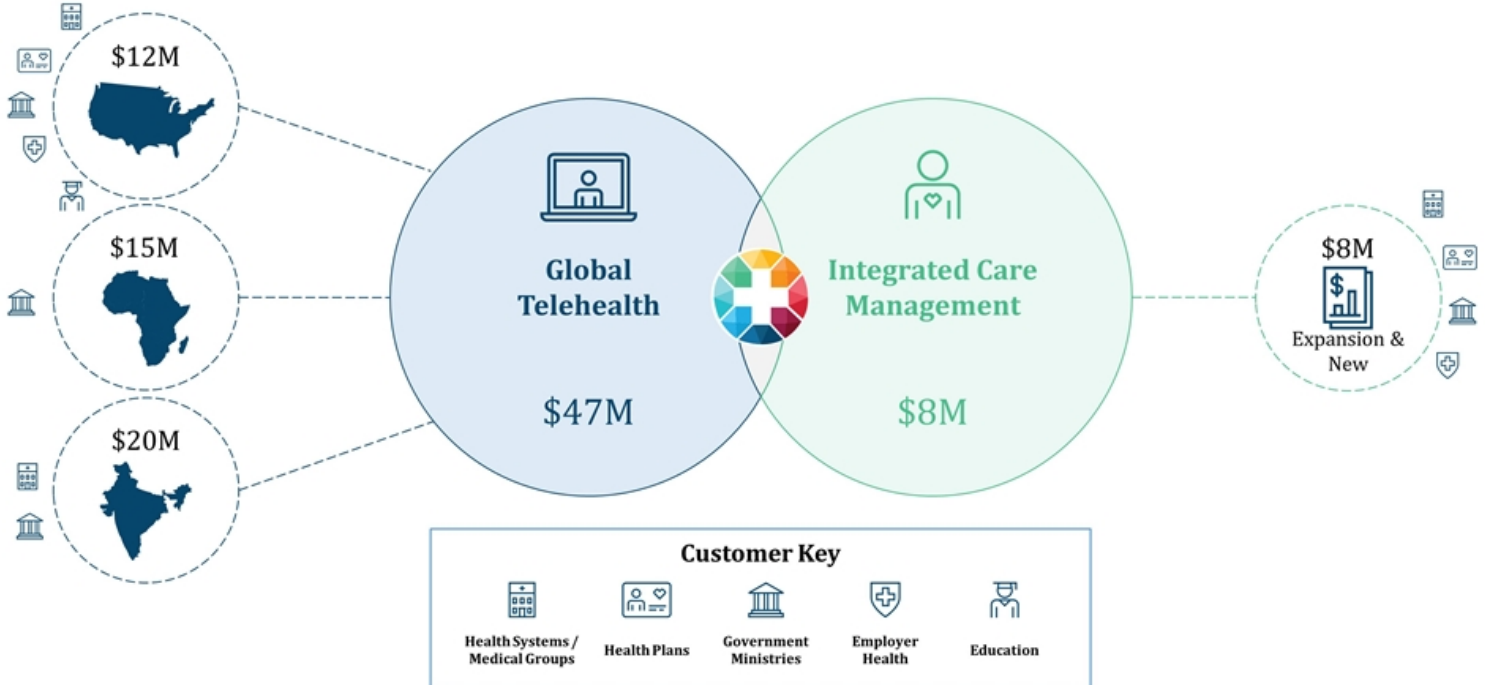 $12M
$15M
$20M
Global
Telehealth
$47M
Integrated Care
Management
$8M
$8M
$
Expansion &
New
Customer Key
Health Systems /
Medical Groups
Health Plans
Government
Ministries
Employer
Health
Education